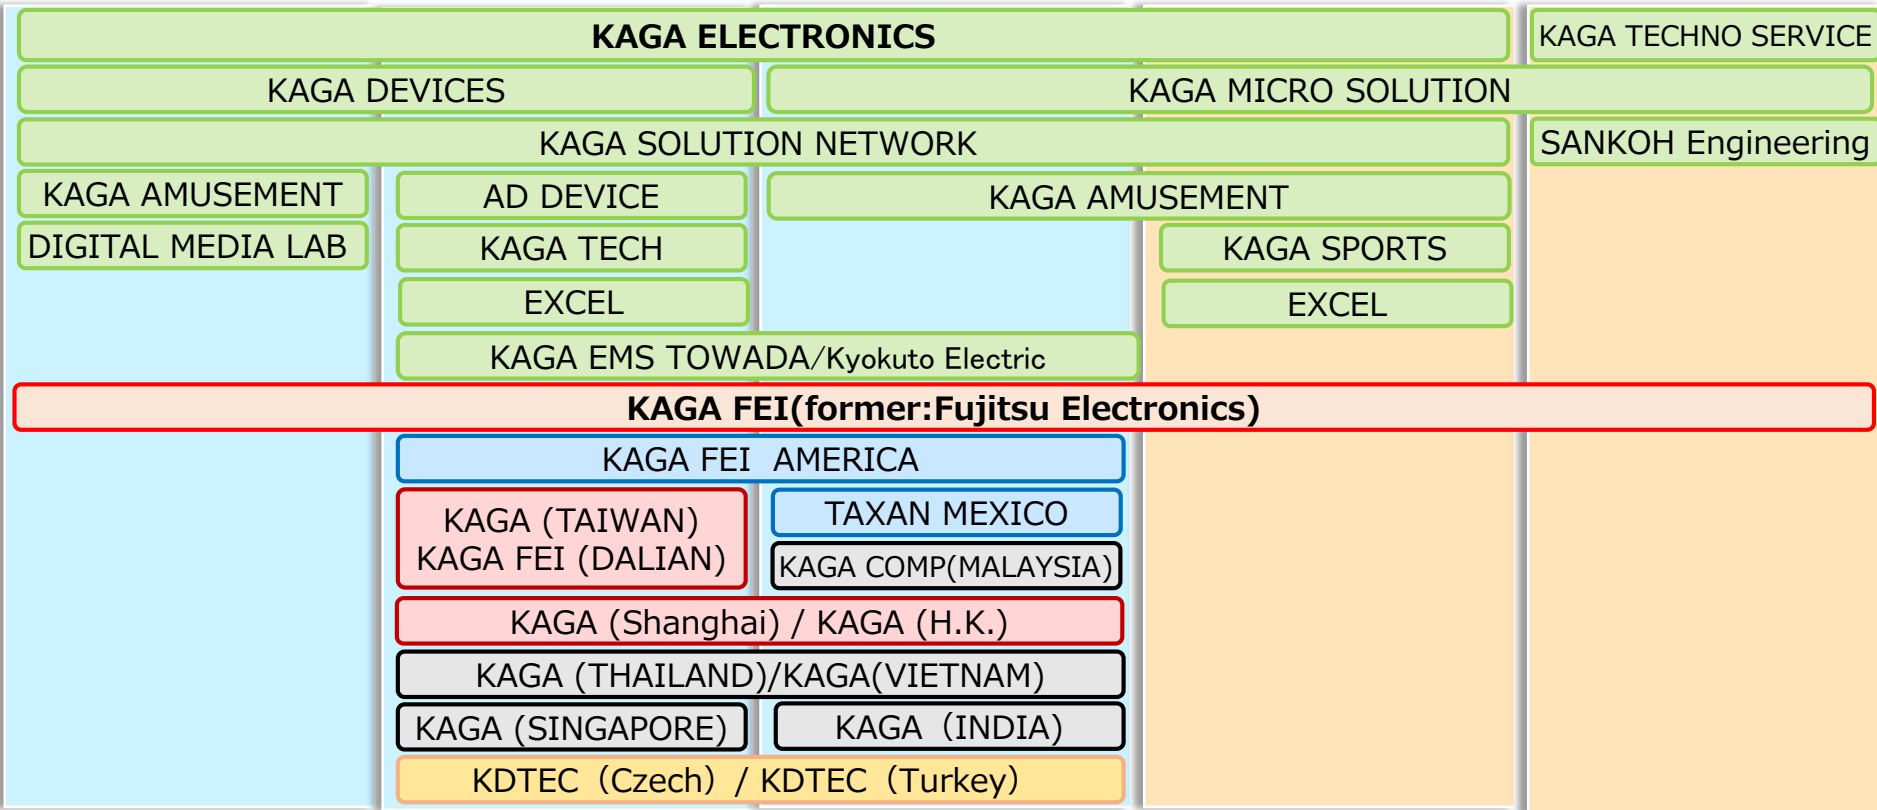 KAGA ELECTRONICS
KAGA TECHNO SERVICE
KAGA DEVICES
KAGA MICRO SOLUTION
KAGA SOLUTION NETWORK
SANKOH Engineering
KAGA AMUSEMENT
AD DEVICE
KAGA AMUSEMENT
DIGITAL MEDIA LAB
KAGA TECH
KAGA SPORTS
EXCEL
EXCEL
KAGA EMS TOWADA/Kyokuto Electric
KAGA FEI(former:Fujitsu Electronics)
KAGA FEI AMERICA
KAGA (TAIWAN)
KAGA FEI (DALIAN)
TAXAN MEXICO
KAGA COMP(MALAYSIA)
KAGA (Shanghai) / KAGA (H.K.)
KAGA (THAILAND)/KAGA(VIETNAM)
KAGA (SINGAPORE)
KAGA（INDIA）
KDTEC（Czech）/ KDTEC（Turkey）